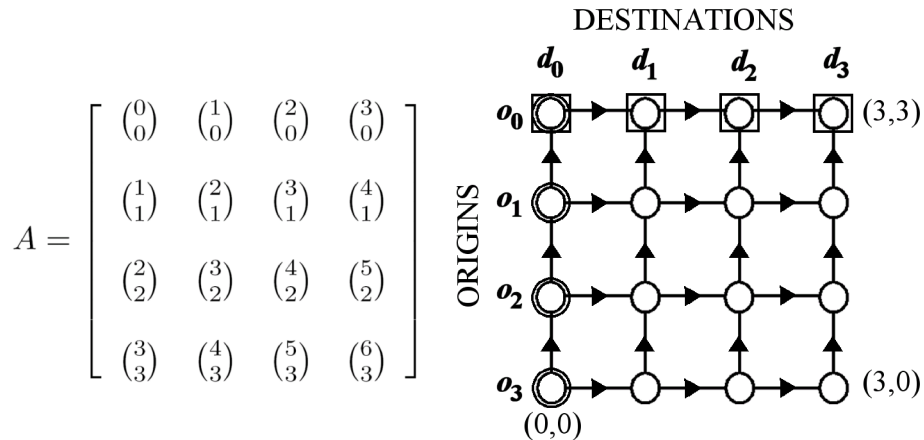 DESTINATIONS
d₀ d₁ d₂ d₃
A = [ (0 0) (1 0) (2 0) (3 0)
(1 1) (2 1) (3 1) (4 1)
(2 2) (3 2) (4 2) (5 2)
(3 3) (4 3) (5 3) (6 3) ]
ORIGINS
o₀ (3,3)
o₁
o₂
o₃ (3,0)
(0,0)